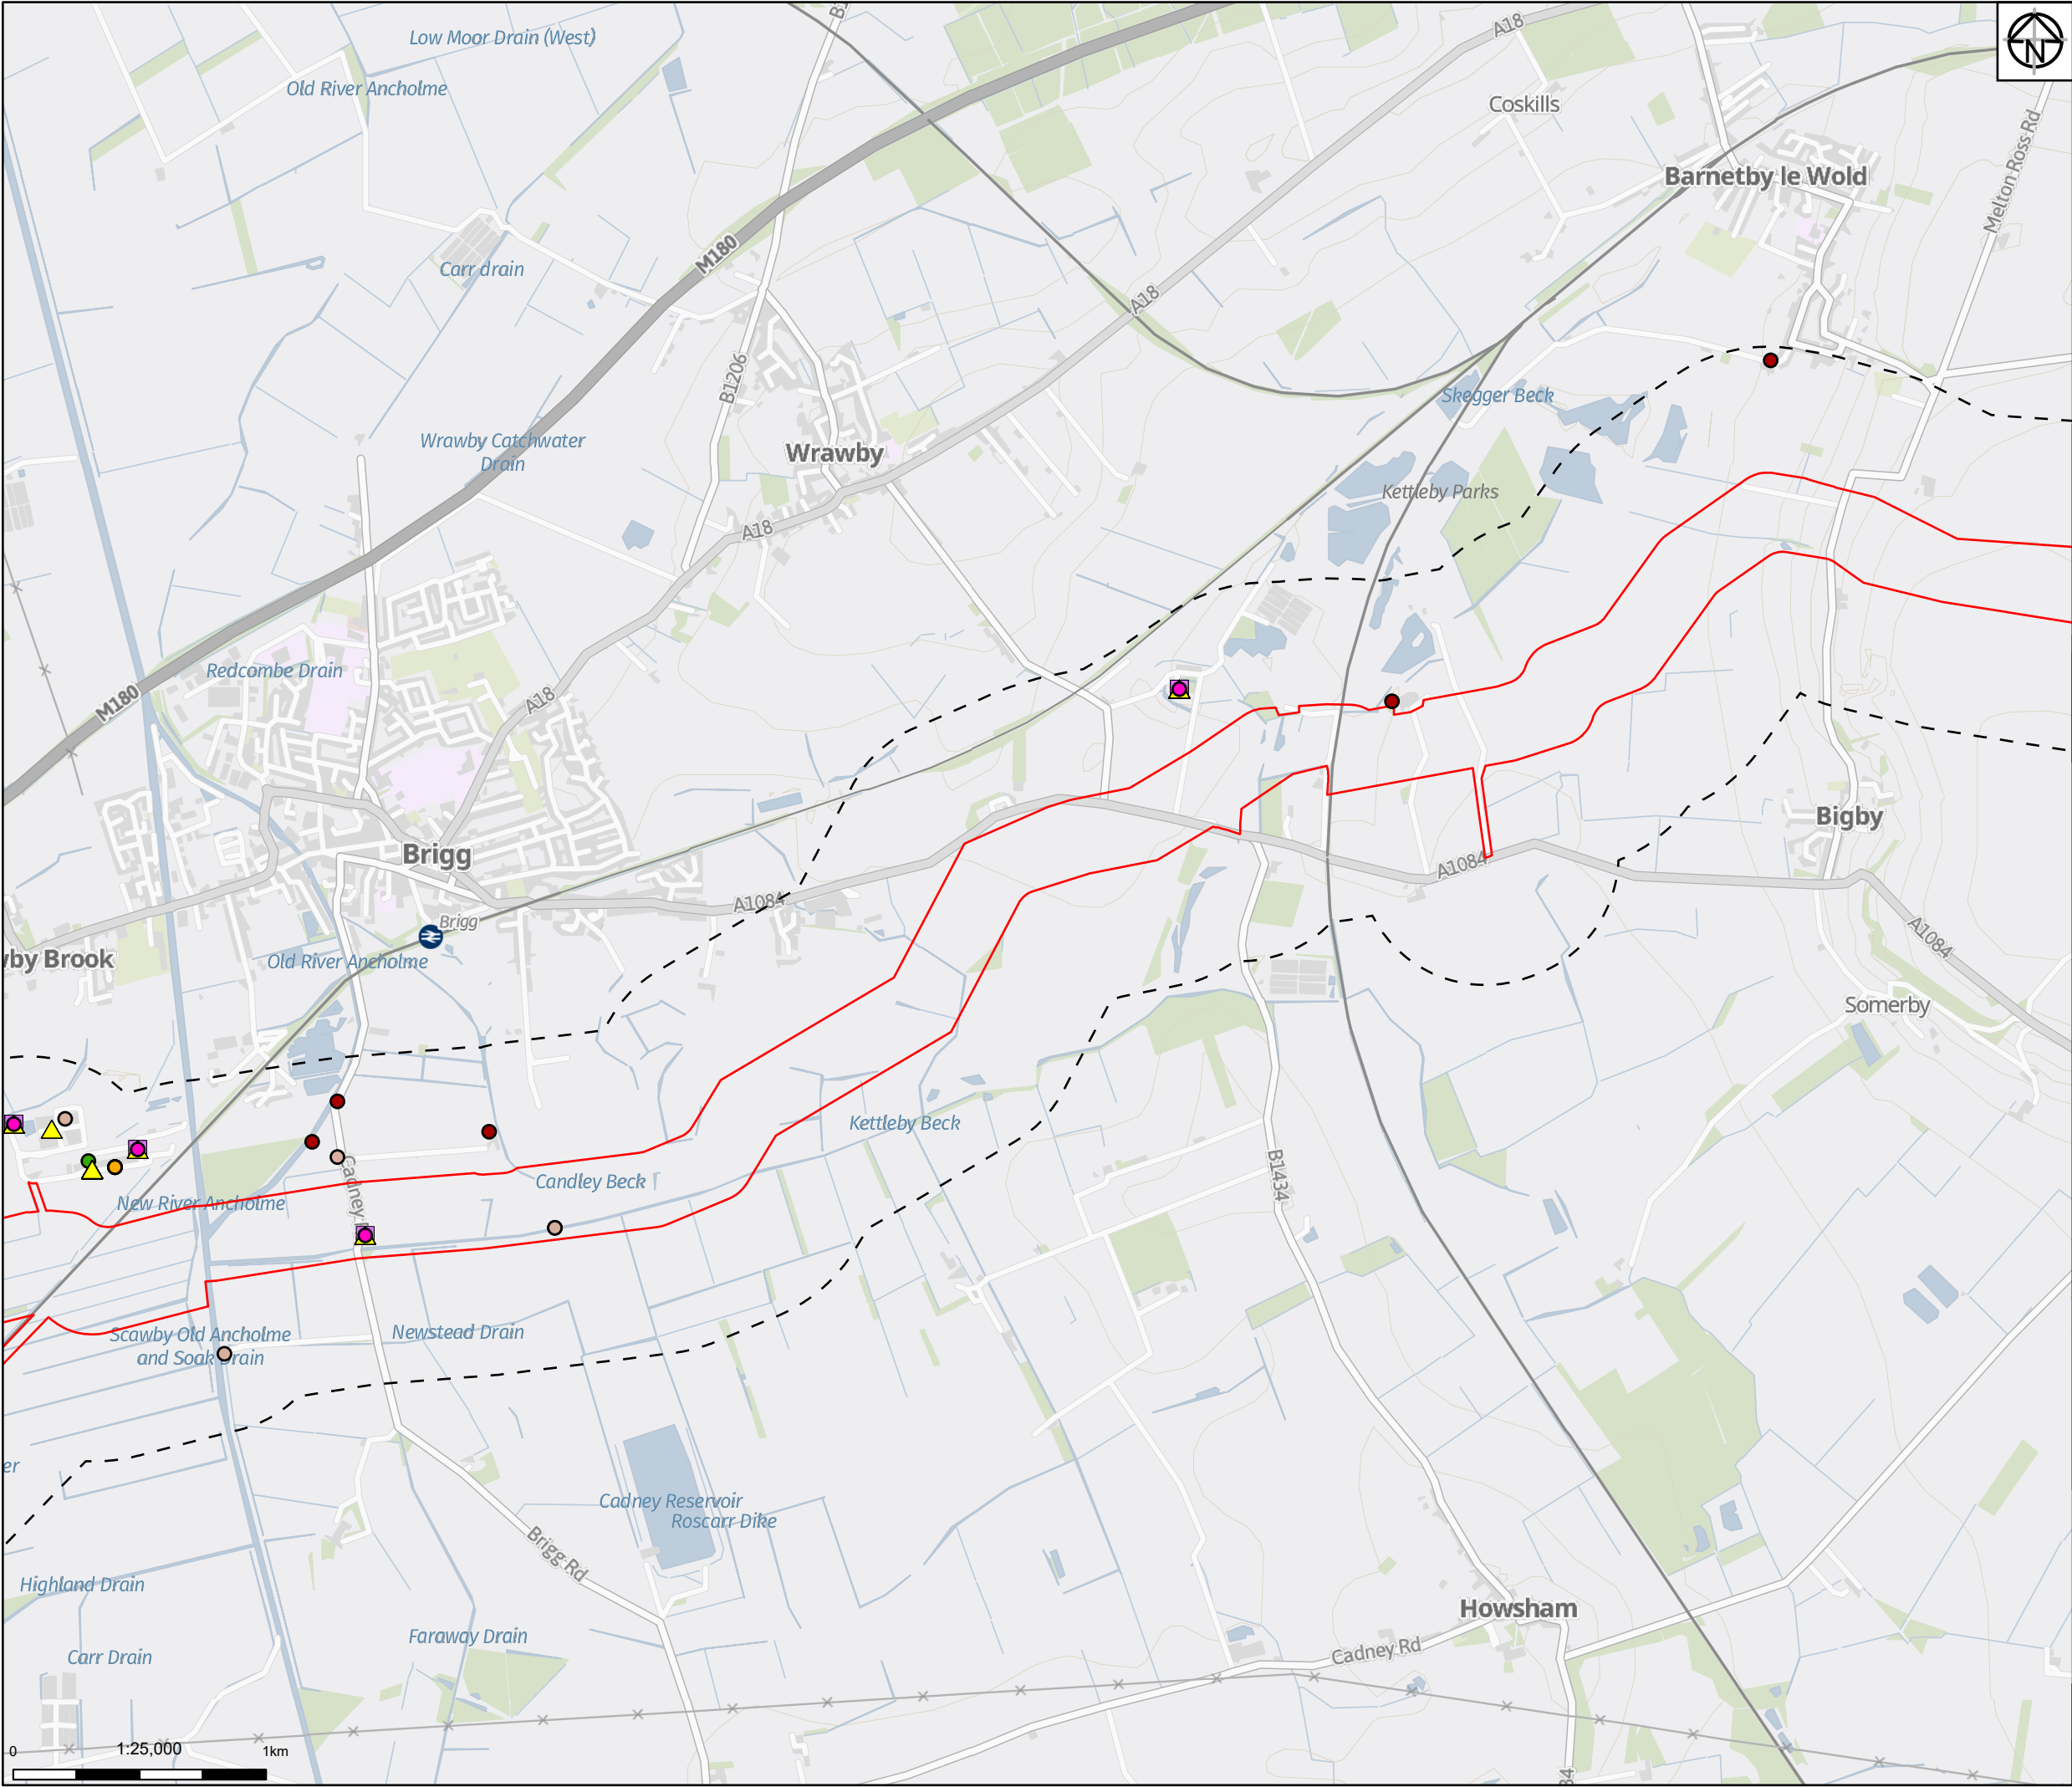 Low Moor Drain (West)
A18
N
Old River Ancholme
Coskills
Melton Ross Rd
Barnetby le Wold
M180
Carr drain
A18
B1206
Skegger Beck
Wrawby Catchwater
Drain
Wrawby
Kettleby Parks
A18
Redcombe Drain
M180
A18
Bigby
Brigg
A1084
A1084
Brigg
A1084
wby Brook
Old River Ancholme
Somerby
Kettleby Beck
Candley Beck
Cadney
B1434
New River Ancholme
Newstead Drain
Scawby Old Ancholme
and Soak Drain
er
Cadney Reservoir
Roscarr Dike
Brigg Rd
Highland Drain
Howsham
Faraway Drain
Cadney Rd
Carr Drain
0 1:25,000 1km